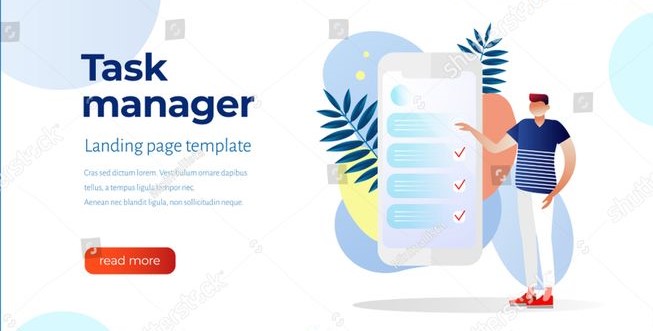 Task
manager
Landing page template
Cras sed dictum lorem. Vestibulum ornare dapibus
tellus, a tempus ligula tempor nec.
Aenean nec blandit ligula, non sollicitudin neque.
read more
shutterstock